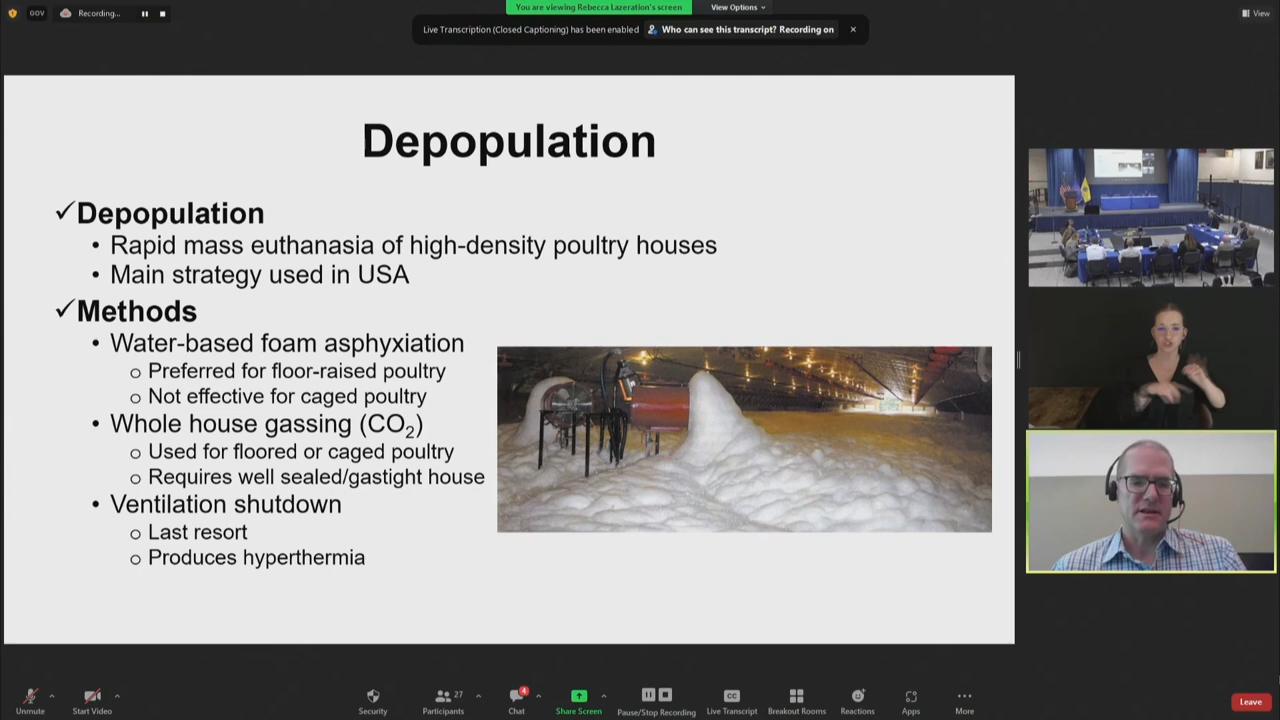 GOV
Recording...
You are viewing Rebecca Lazeration's screen
View Options
View
Live Transcription (Closed Captioning) has been enabled
Who can see this transcript? Recording on
Depopulation
✓Depopulation
• Rapid mass euthanasia of high-density poultry houses
• Main strategy used in USA
✓Methods
• Water-based foam asphyxiation
o Preferred for floor-raised poultry
o Not effective for caged poultry
• Whole house gassing (CO₂)
o Used for floored or caged poultry
o Requires well sealed/gastight house
• Ventilation shutdown
o Last resort
o Produces hyperthermia
Unmute
Start Video
Security
Participants
27
Chat
4
Share Screen
Pause/Stop Recording
CC
Live Transcript
Breakout Rooms
Reactions
Apps
More
Leave